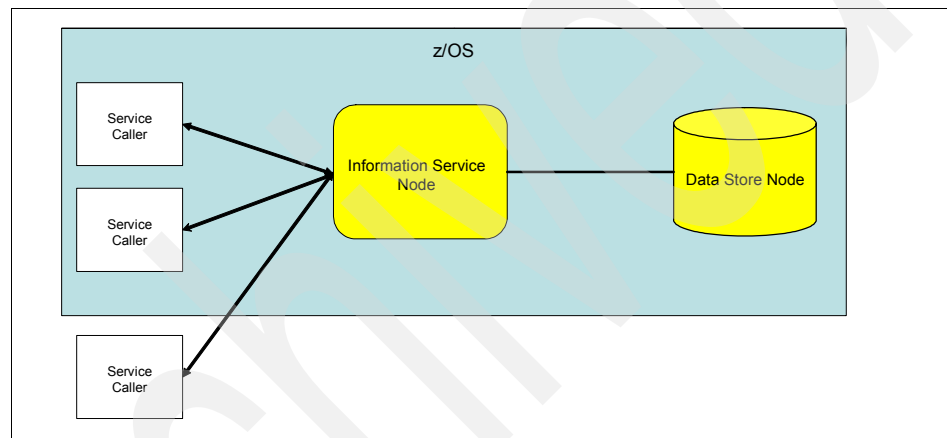 z/OS
Service
Caller
Information Service
Node
Data Store Node
Service
Caller
Service
Caller